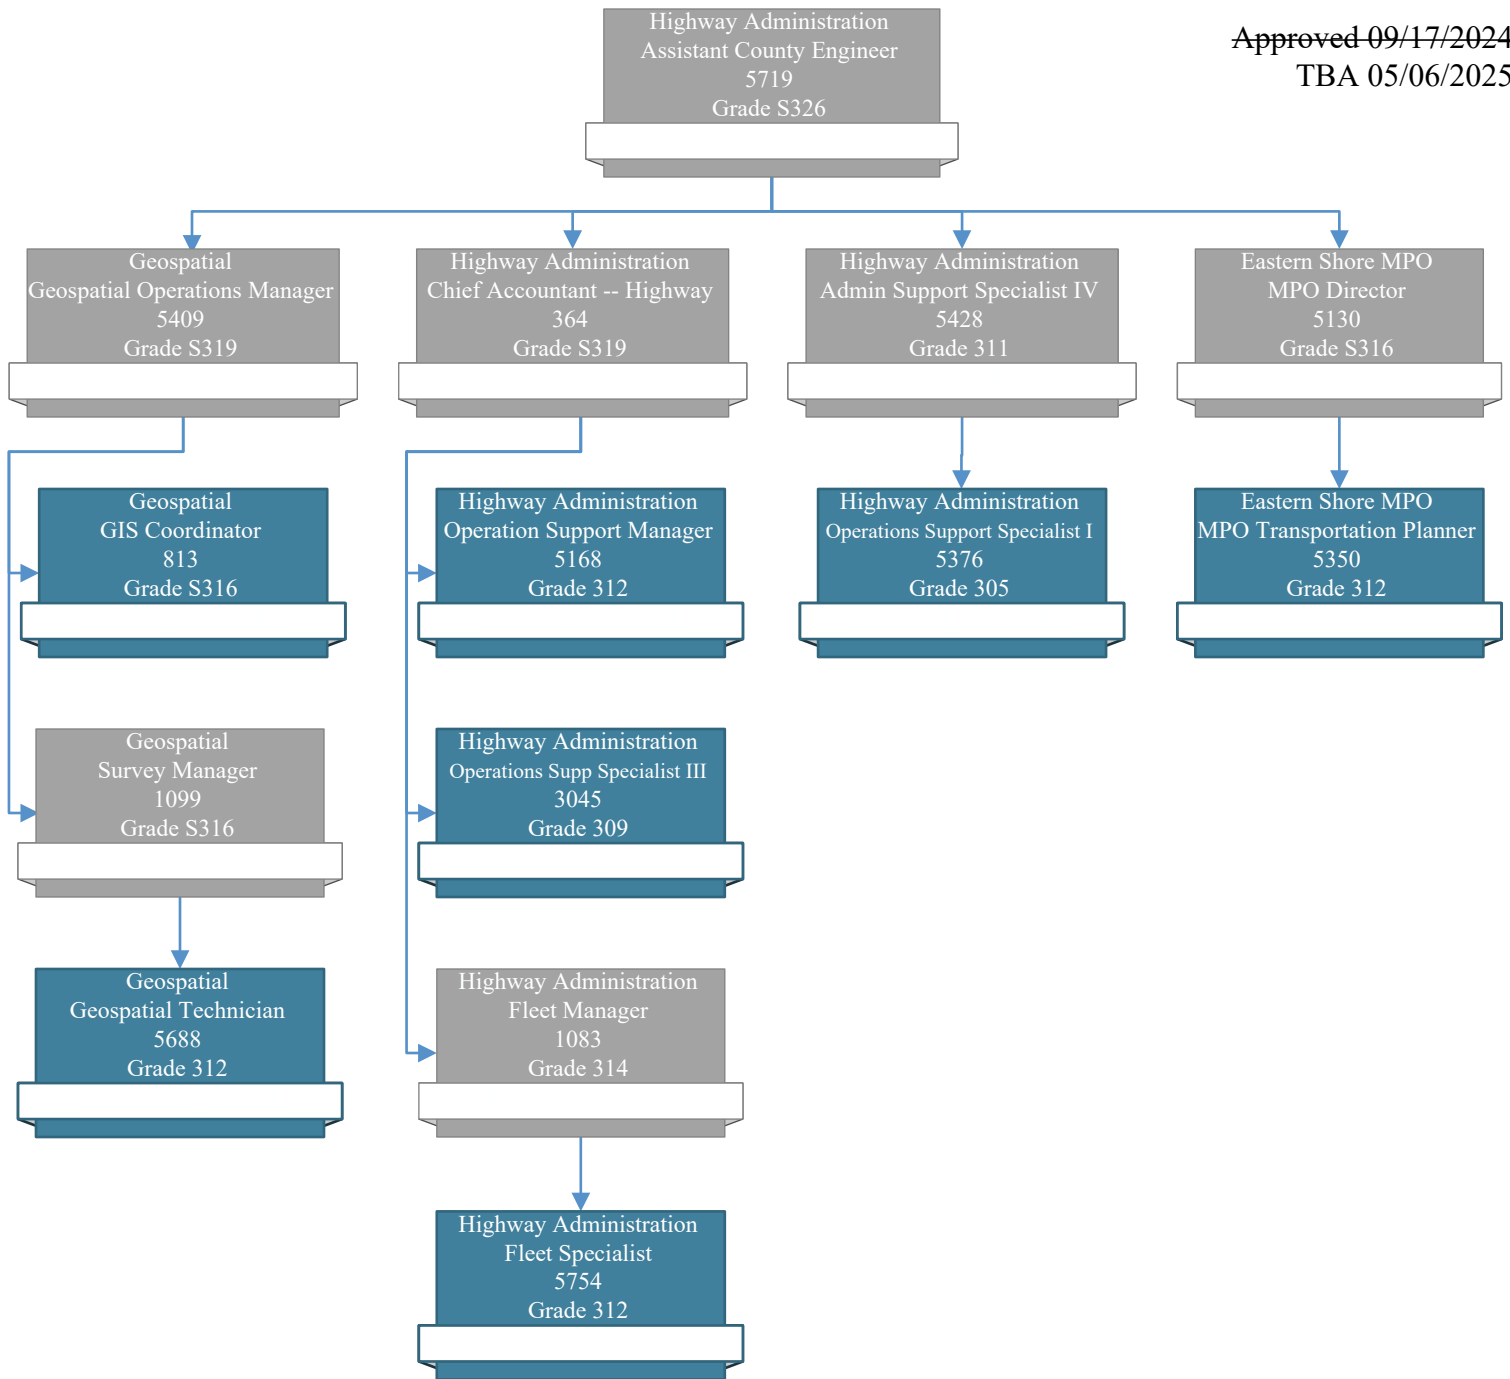 Highway Administration
Assistant County Engineer
5719
Grade S326
Approved 09/17/2024
TBA 05/06/2025
Geospatial
Geospatial Operations Manager
5409
Grade S319
Highway Administration
Chief Accountant -- Highway
364
Grade S319
Highway Administration
Admin Support Specialist IV
5428
Grade 311
Eastern Shore MPO
MPO Director
5130
Grade S316
Geospatial
GIS Coordinator
813
Grade S316
Highway Administration
Operation Support Manager
5168
Grade 312
Highway Administration
Operations Support Specialist I
5376
Grade 305
Eastern Shore MPO
MPO Transportation Planner
5350
Grade 312
Geospatial
Survey Manager
1099
Grade S316
Highway Administration
Operations Supp Specialist III
3045
Grade 309
Geospatial
Geospatial Technician
5688
Grade 312
Highway Administration
Fleet Manager
1083
Grade 314
Highway Administration
Fleet Specialist
5754
Grade 312